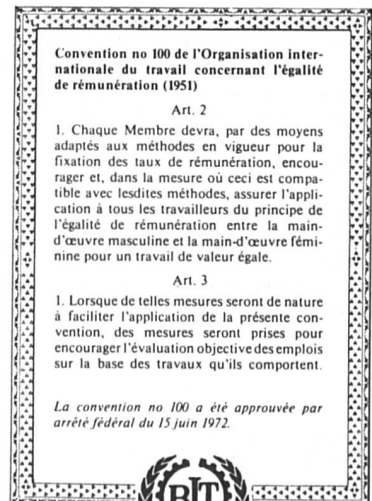 Convention no 100 de l'Organisation inter-
nationale du travail concernant l'égalité
de rémunération (1951)
Art. 2
1. Chaque Membre devra, par des moyens
adaptés aux méthodes en vigueur pour la
fixation des taux de rémunération, encou-
rager et, dans la mesure où ceci est compa-
tible avec lesdites méthodes, assurer l'appli-
cation à tous les travailleurs du principe de
l'égalité de rémunération entre la main-
d'œuvre masculine et la main-d'œuvre fémi-
nine pour un travail de valeur égale.
Art. 3
1. Lorsque de telles mesures seront de nature
à faciliter l'application de la présente con-
vention, des mesures seront prises pour
encourager l'évaluation objective des emplois
sur la base des travaux qu'ils comportent.
La convention no 100 a été approuvée par
arrêté fédéral du 15 juin 1972.
BIT